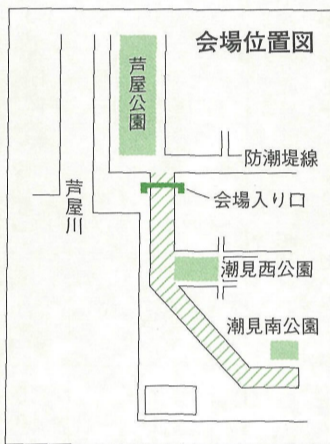 会場位置図
芦屋公園
防潮堤線
芦屋川
会場入り口
潮見西公園
潮見南公園